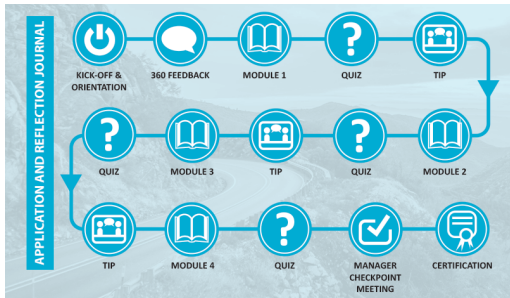 APPLICATION AND REFLECTION JOURNAL
KICK-OFF &
ORIENTATION
360 FEEDBACK
MODULE 1
?
QUIZ
TIP
?
QUIZ
MODULE 3
TIP
?
QUIZ
MODULE 2
TIP
MODULE 4
?
QUIZ
MANAGER
CHECKPOINT
MEETING
CERTIFICATION